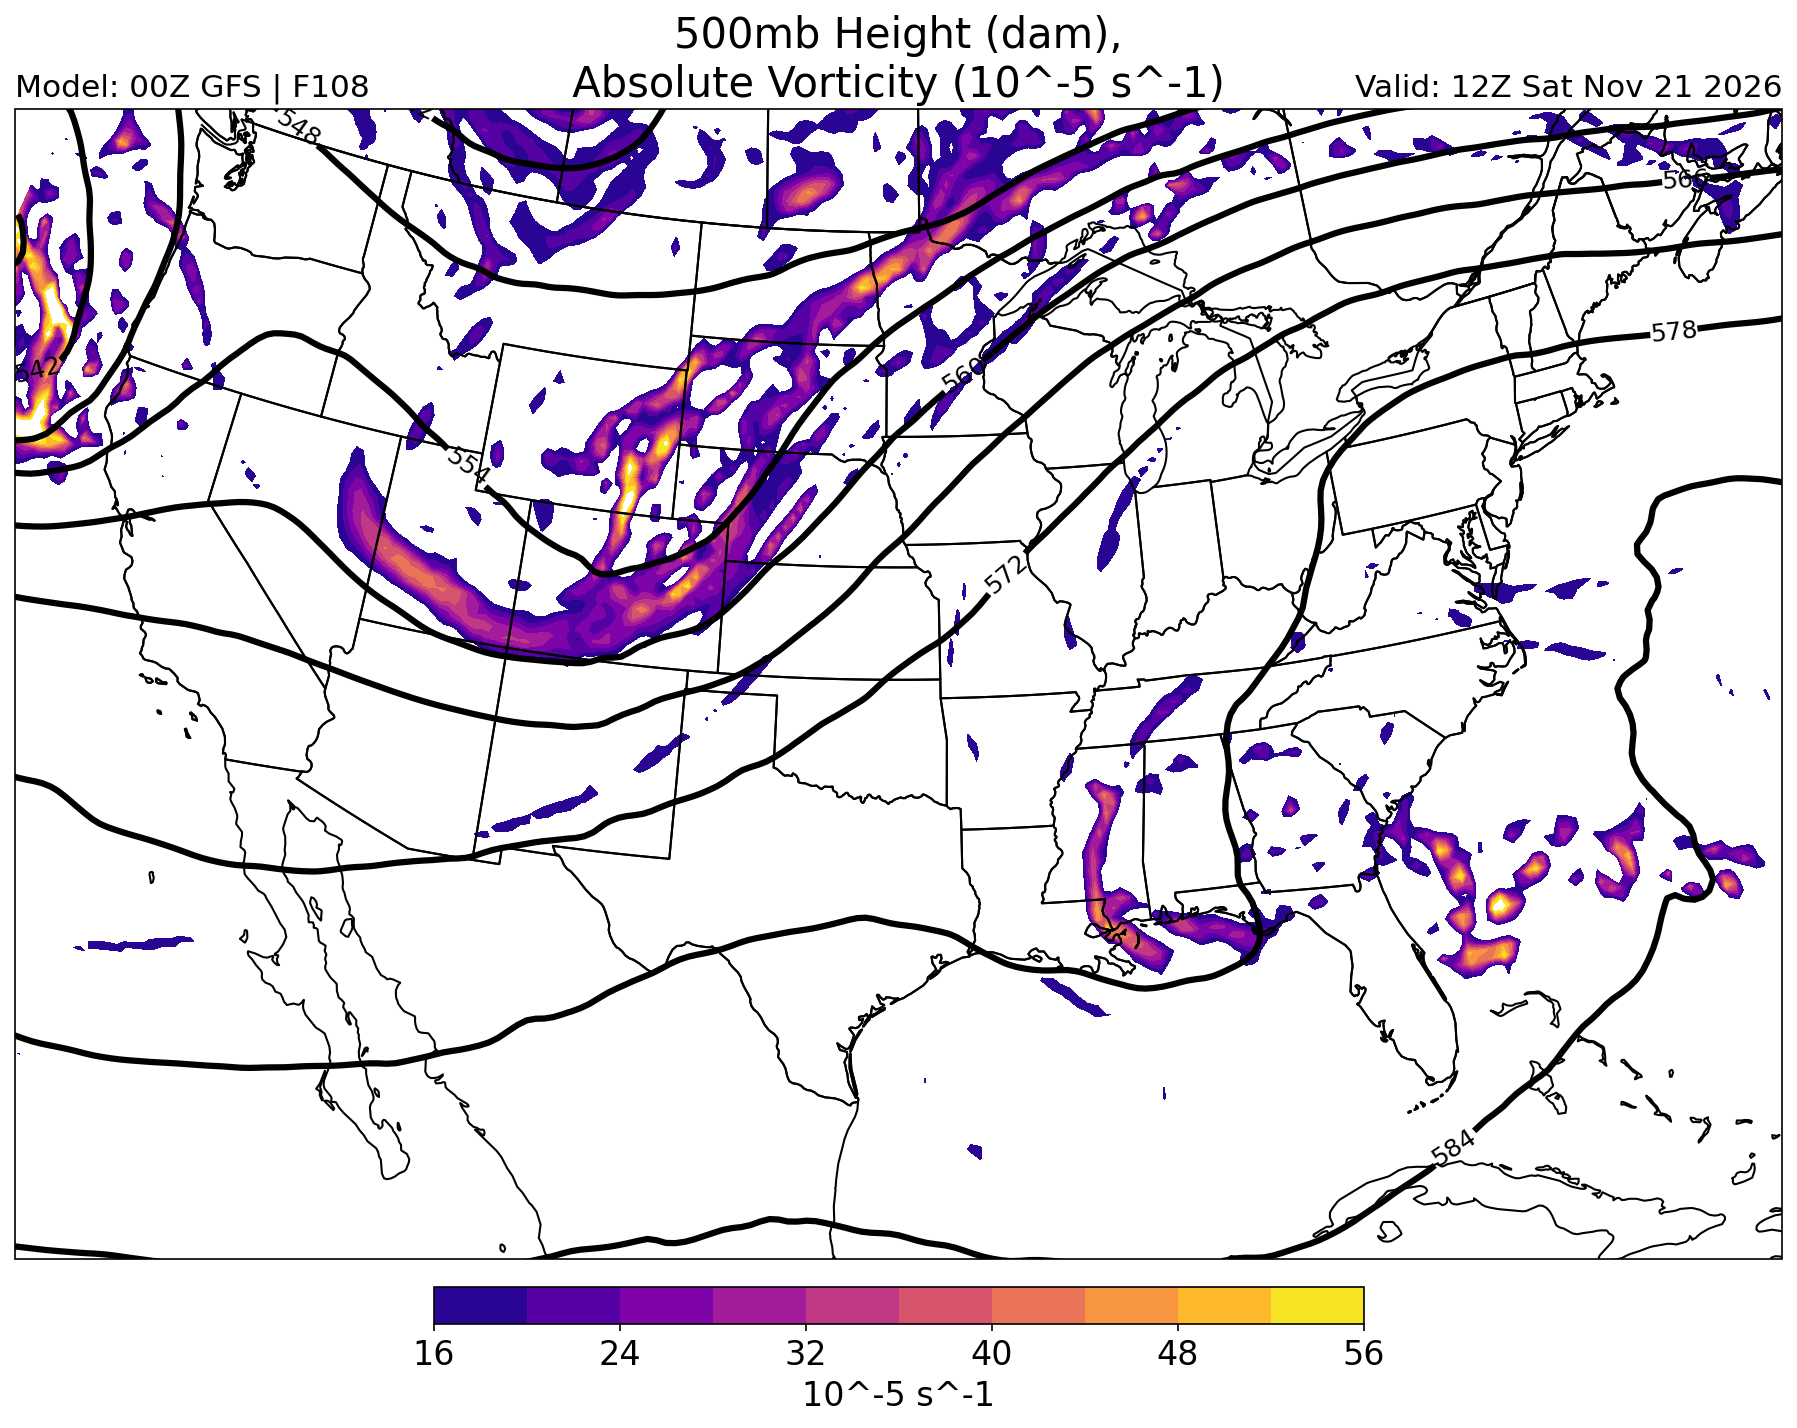 500mb Height (dam),
Absolute Vorticity (10^-5 s^-1)
Model: 00Z GFS | F108
Valid: 12Z Sat Nov 21 2026
548
566
542
578
560
554
572
584
16 24 32 40 48 56
10^-5 s^-1